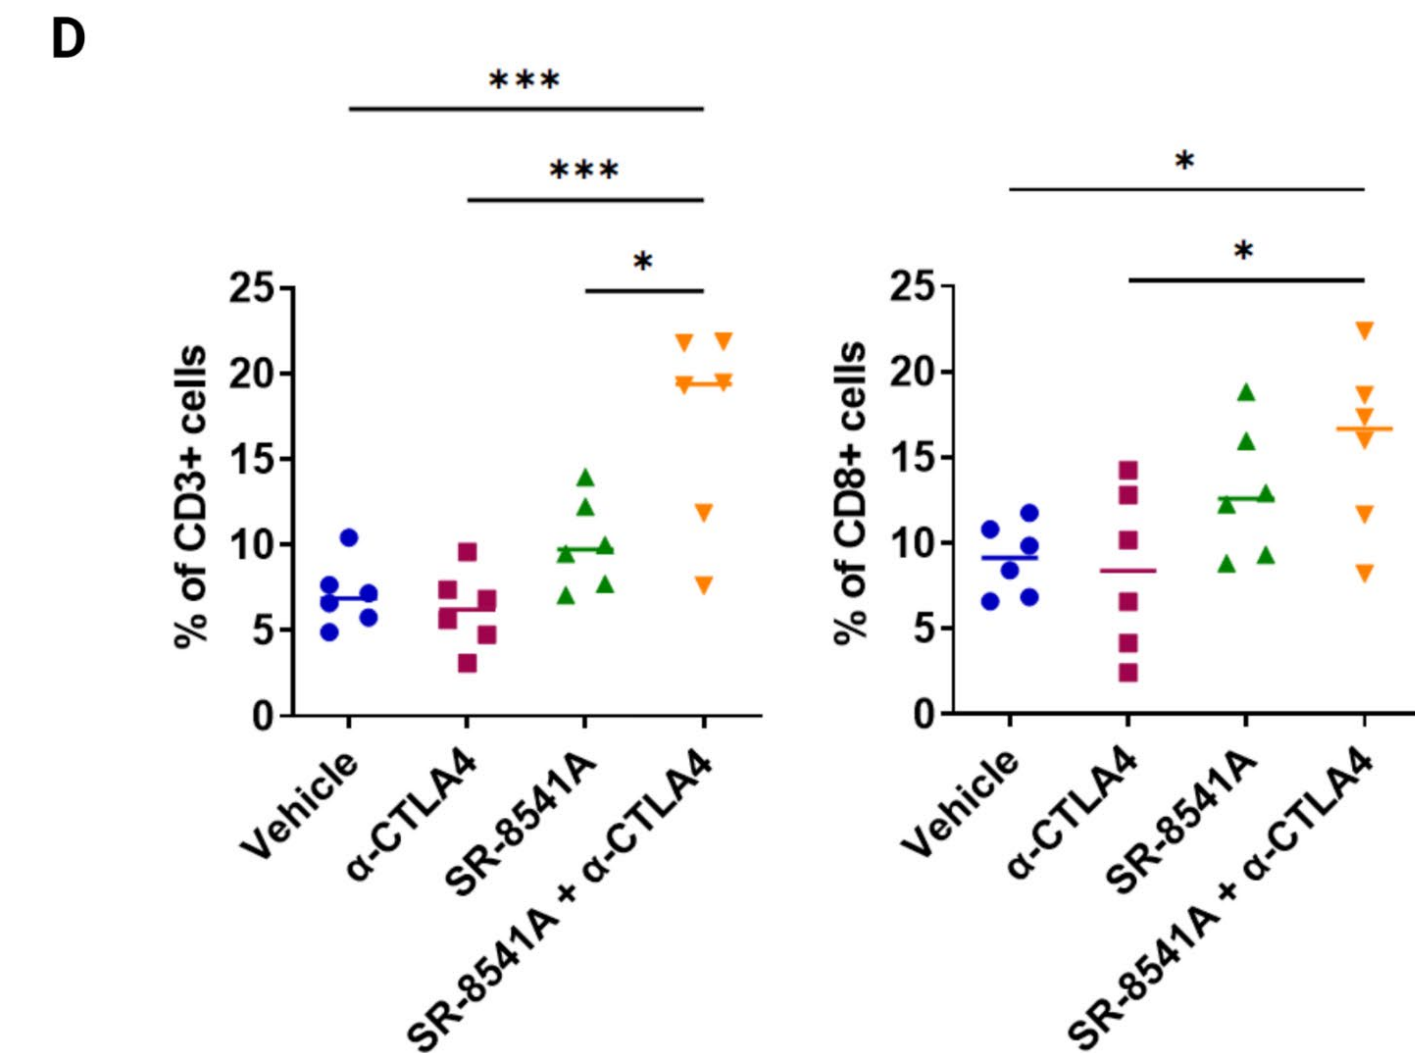 D
***
***
*
25
20
15
10
5
0
% of CD3+ cells
Vehicle
α-CTLA4
SR-8541A
SR-8541A + α-CTLA4
*
*
25
20
15
10
5
0
% of CD8+ cells
Vehicle
α-CTLA4
SR-8541A
SR-8541A + α-CTLA4